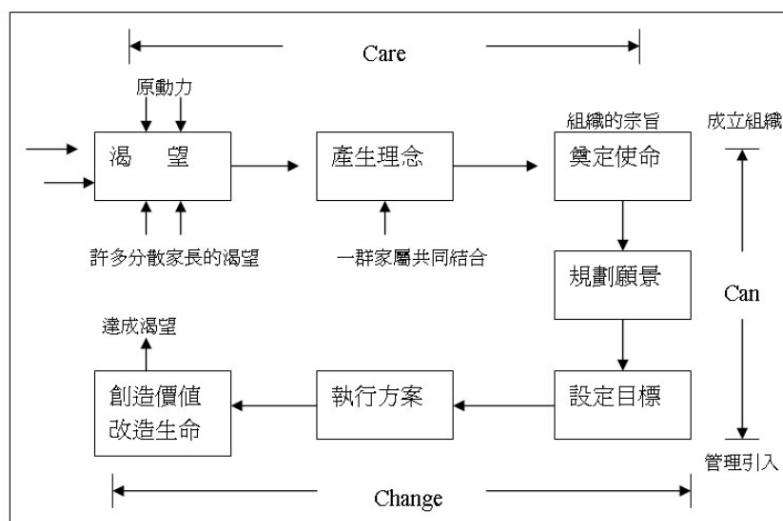 Care
原動力
組織的宗旨
成立組織
渴　望
產生理念
奠定使命
許多分散家長的渴望
一群家屬共同結合
規劃願景
Can
達成渴望
創造價值
改造生命
執行方案
設定目標
管理引入
Change